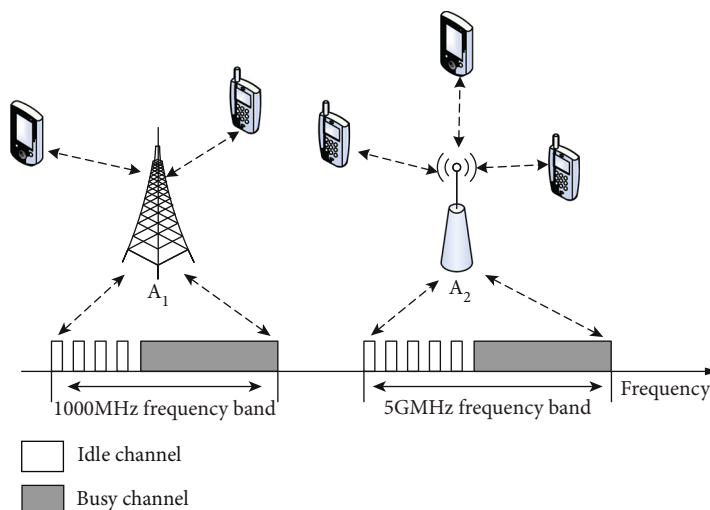 A1
A2
Frequency
1000MHz frequency band
5GMHz frequency band
Idle channel
Busy channel